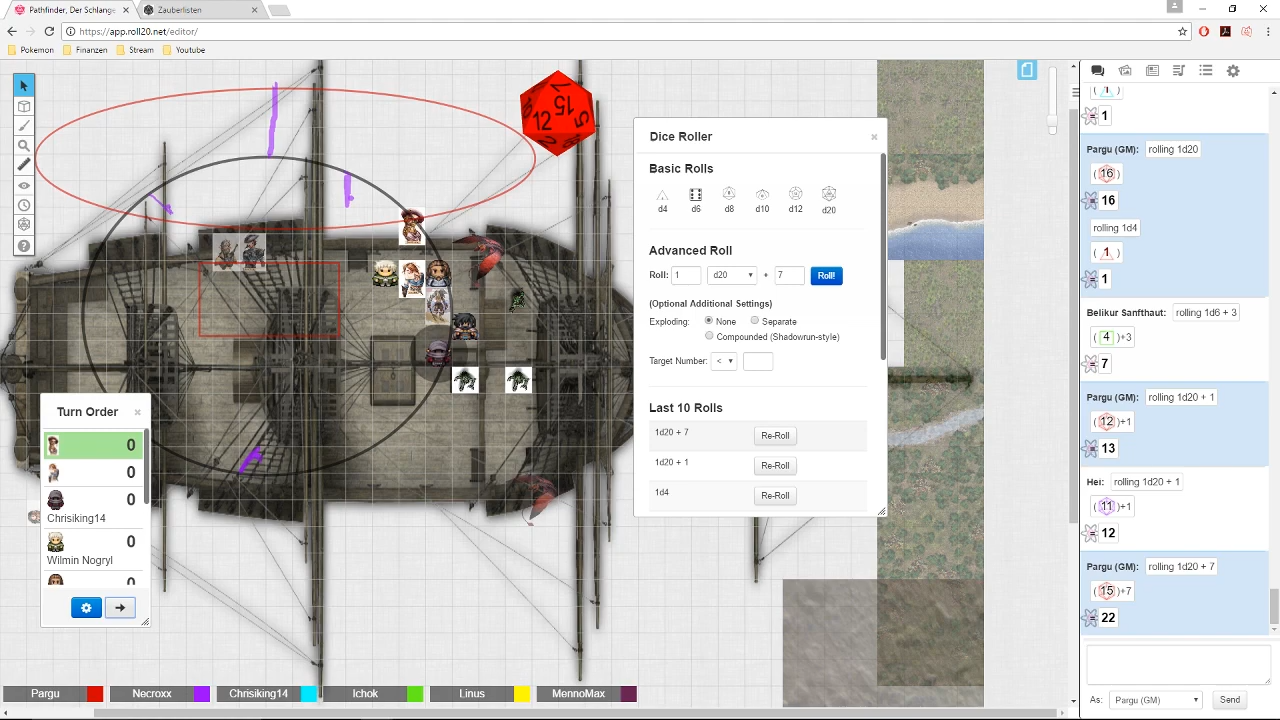 Pathfinder, Der Schlange
Zauberlisten
https://app.roll20.net/editor/
Pokemon Finanzen Stream Youtube
15
12
5
Dice Roller
Basic Rolls
d4 d6 d8 d10 d12 d20
Advanced Roll
Roll: 1 d20 + 7 Roll!
(Optional Additional Settings)
Exploding: None Separate
Compounded (Shadowrun-style)
Target Number: <
Last 10 Rolls
1d20 + 7 Re-Roll
1d20 + 1 Re-Roll
1d4 Re-Roll
Turn Order
0
0
0
Chrisiking14
0
Wilmin Nogryl
0
Pargu Necroxx Chrisiking14 Ichok Linus MennoMax
(1)
1
Pargu (GM): rolling 1d20
(16)
16
rolling 1d4
(1)
1
Belikur Sanfthaut: rolling 1d6 + 3
(4)+3
7
Pargu (GM): rolling 1d20 + 1
(12)+1
13
Hei: rolling 1d20 + 1
(11)+1
12
Pargu (GM): rolling 1d20 + 7
(15)+7
22
As: Pargu (GM) Send